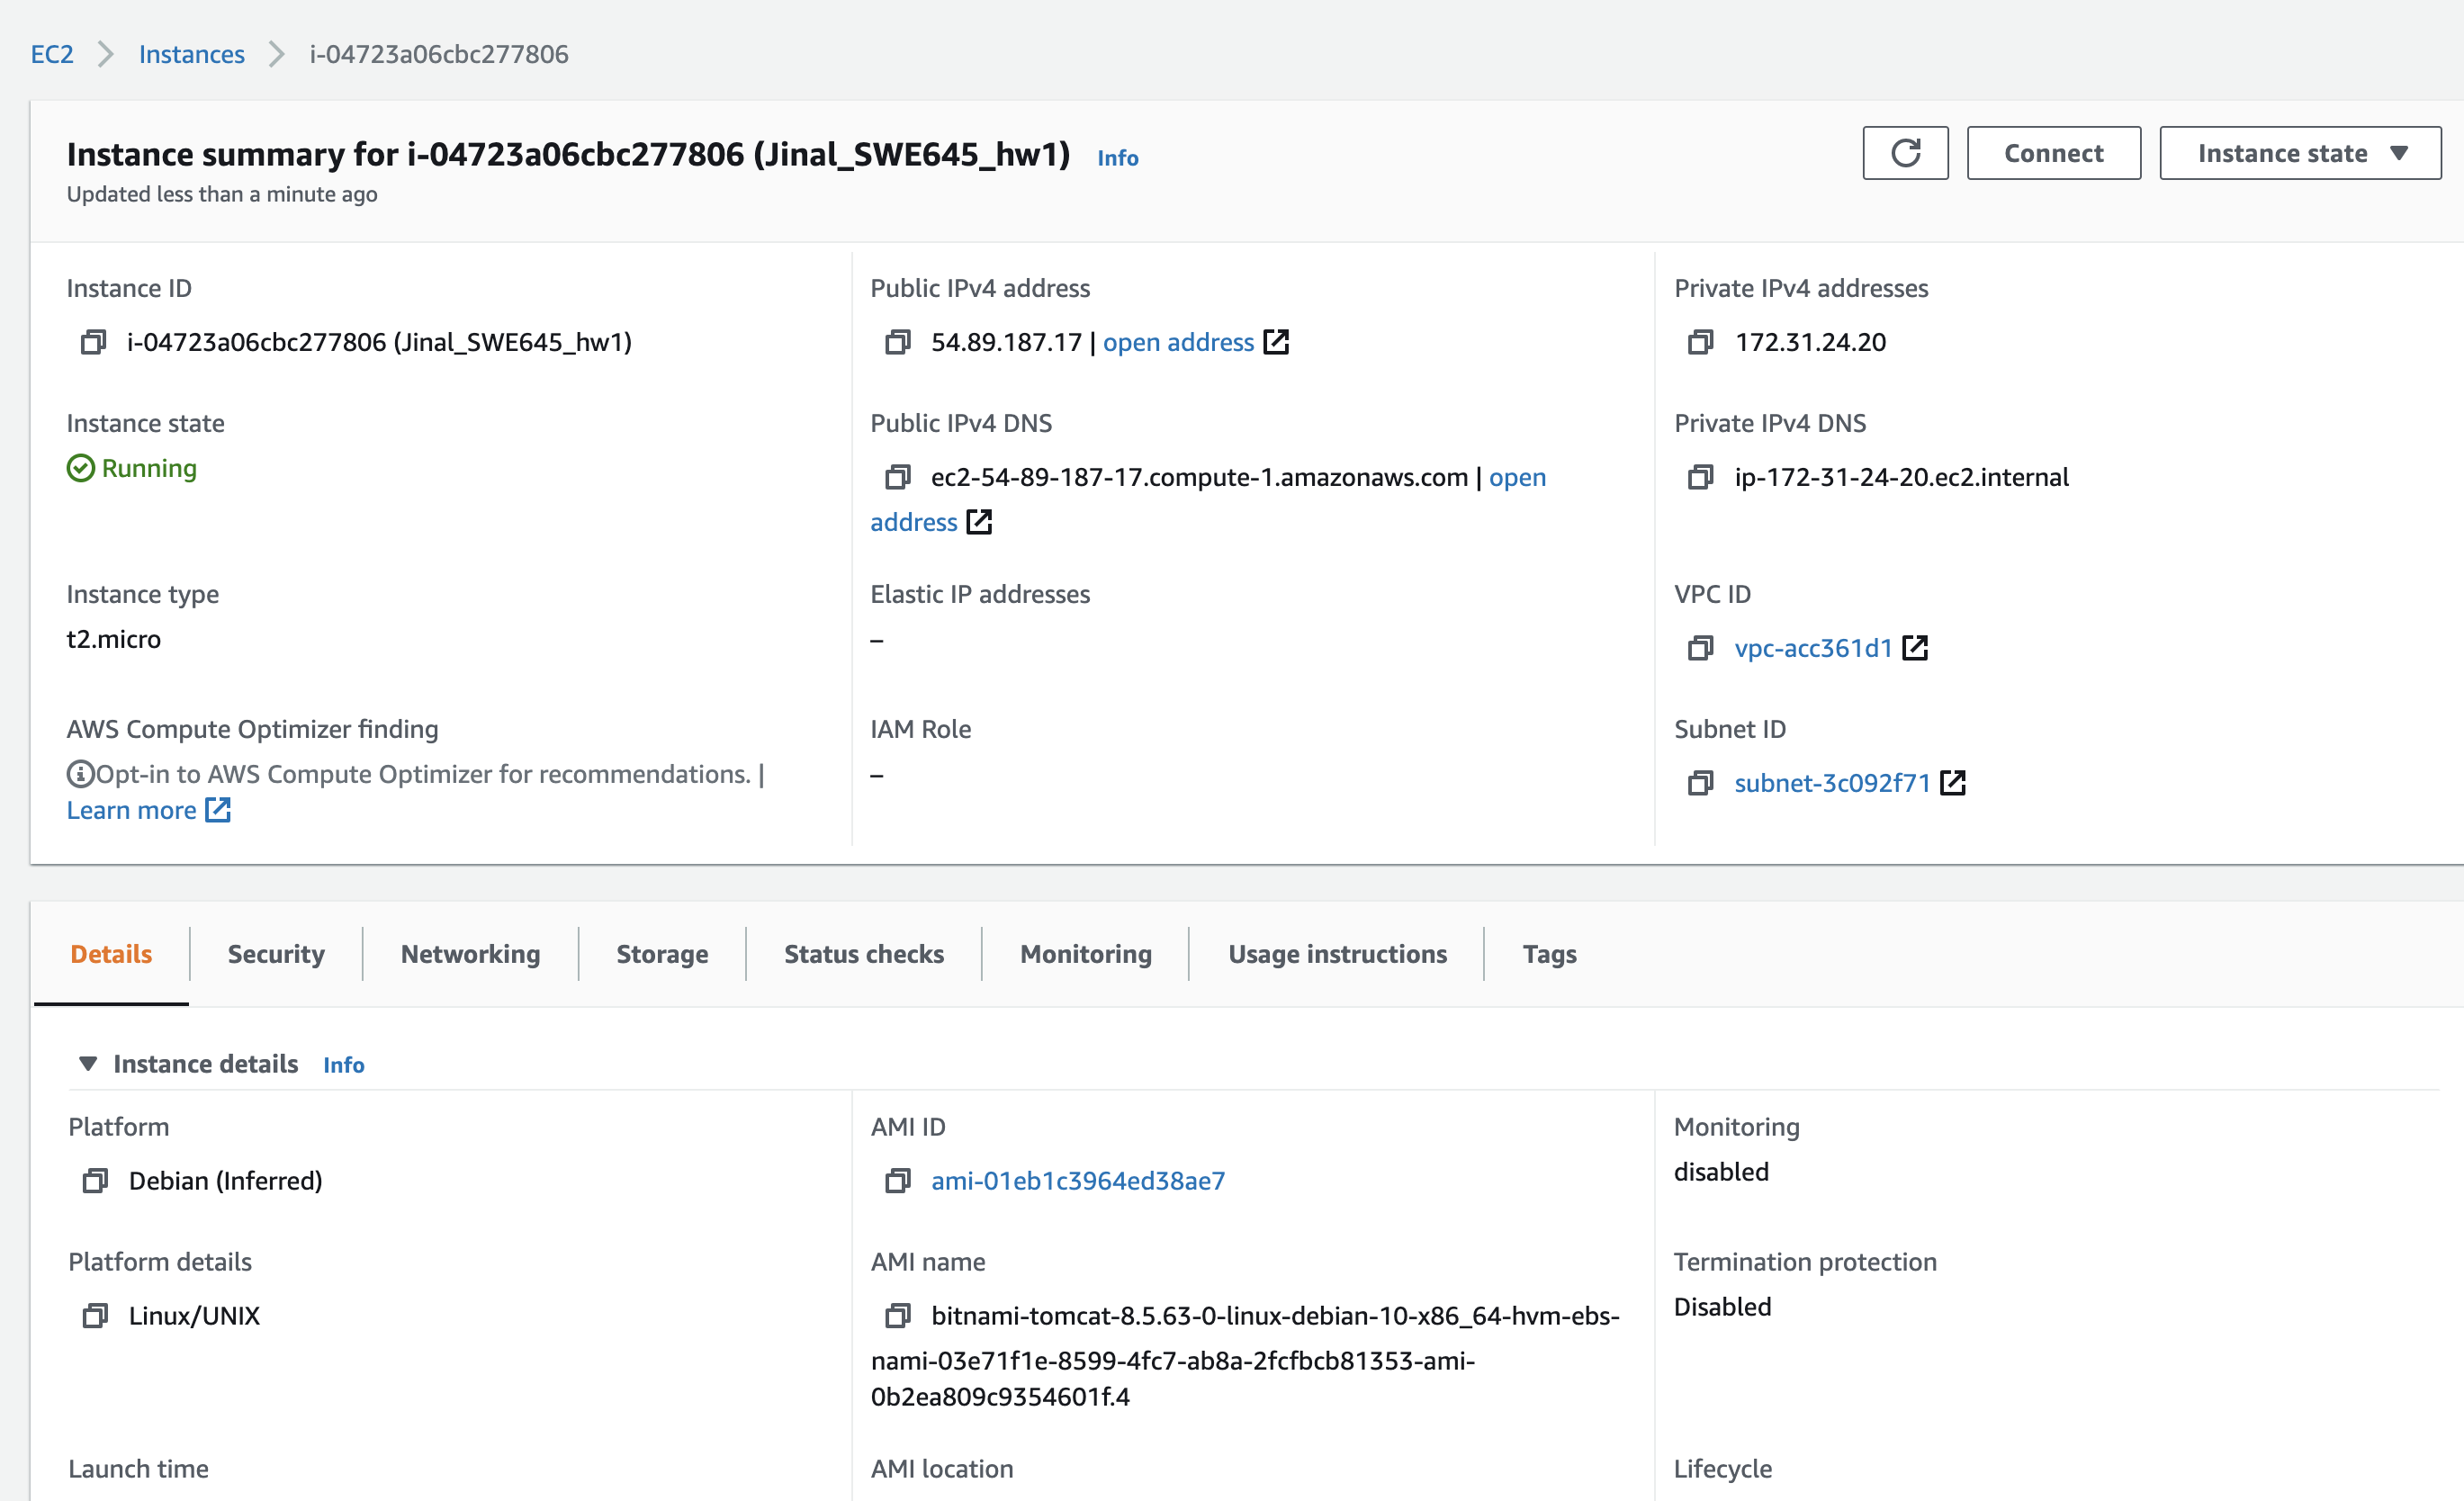 EC2 > Instances > i-04723a06cbc277806
Instance summary for i-04723a06cbc277806 (Jinal_SWE645_hw1) Info
Updated less than a minute ago
Connect
Instance state
Instance ID
i-04723a06cbc277806 (Jinal_SWE645_hw1)
Public IPv4 address
54.89.187.17 | open address
Private IPv4 addresses
172.31.24.20
Instance state
Running
Public IPv4 DNS
ec2-54-89-187-17.compute-1.amazonaws.com | open
address
Private IPv4 DNS
ip-172-31-24-20.ec2.internal
Instance type
t2.micro
Elastic IP addresses
–
VPC ID
vpc-acc361d1
AWS Compute Optimizer finding
Opt-in to AWS Compute Optimizer for recommendations. |
Learn more
IAM Role
–
Subnet ID
subnet-3c092f71
Details
Security
Networking
Storage
Status checks
Monitoring
Usage instructions
Tags
Instance details Info
Platform
Debian (Inferred)
AMI ID
ami-01eb1c3964ed38ae7
Monitoring
disabled
Platform details
Linux/UNIX
AMI name
bitnami-tomcat-8.5.63-0-linux-debian-10-x86_64-hvm-ebs-
nami-03e71f1e-8599-4fc7-ab8a-2fcfbcb81353-ami-
0b2ea809c9354601f.4
Termination protection
Disabled
Launch time
AMI location
Lifecycle